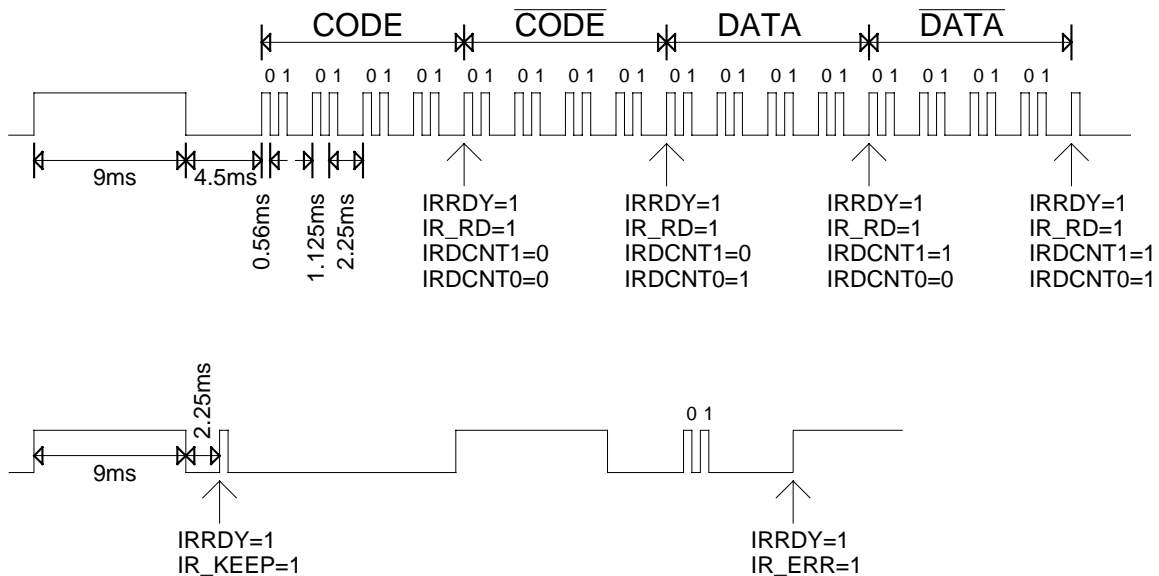 CODE C̅O̅D̅E̅ DATA D̅A̅T̅A̅
0 1 0 1 0 1 0 1 0 1 0 1 0 1 0 1 0 1 0 1 0 1 0 1 0 1 0 1 0 1 0 1
9ms 4.5ms
0.56ms
1.125ms
2.25ms
IRRDY=1
IR_RD=1
IRDCNT1=0
IRDCNT0=0
IRRDY=1
IR_RD=1
IRDCNT1=0
IRDCNT0=1
IRRDY=1
IR_RD=1
IRDCNT1=1
IRDCNT0=0
IRRDY=1
IR_RD=1
IRDCNT1=1
IRDCNT0=1
2.25ms
0 1
9ms
IRRDY=1
IR_KEEP=1
IRRDY=1
IR_ERR=1